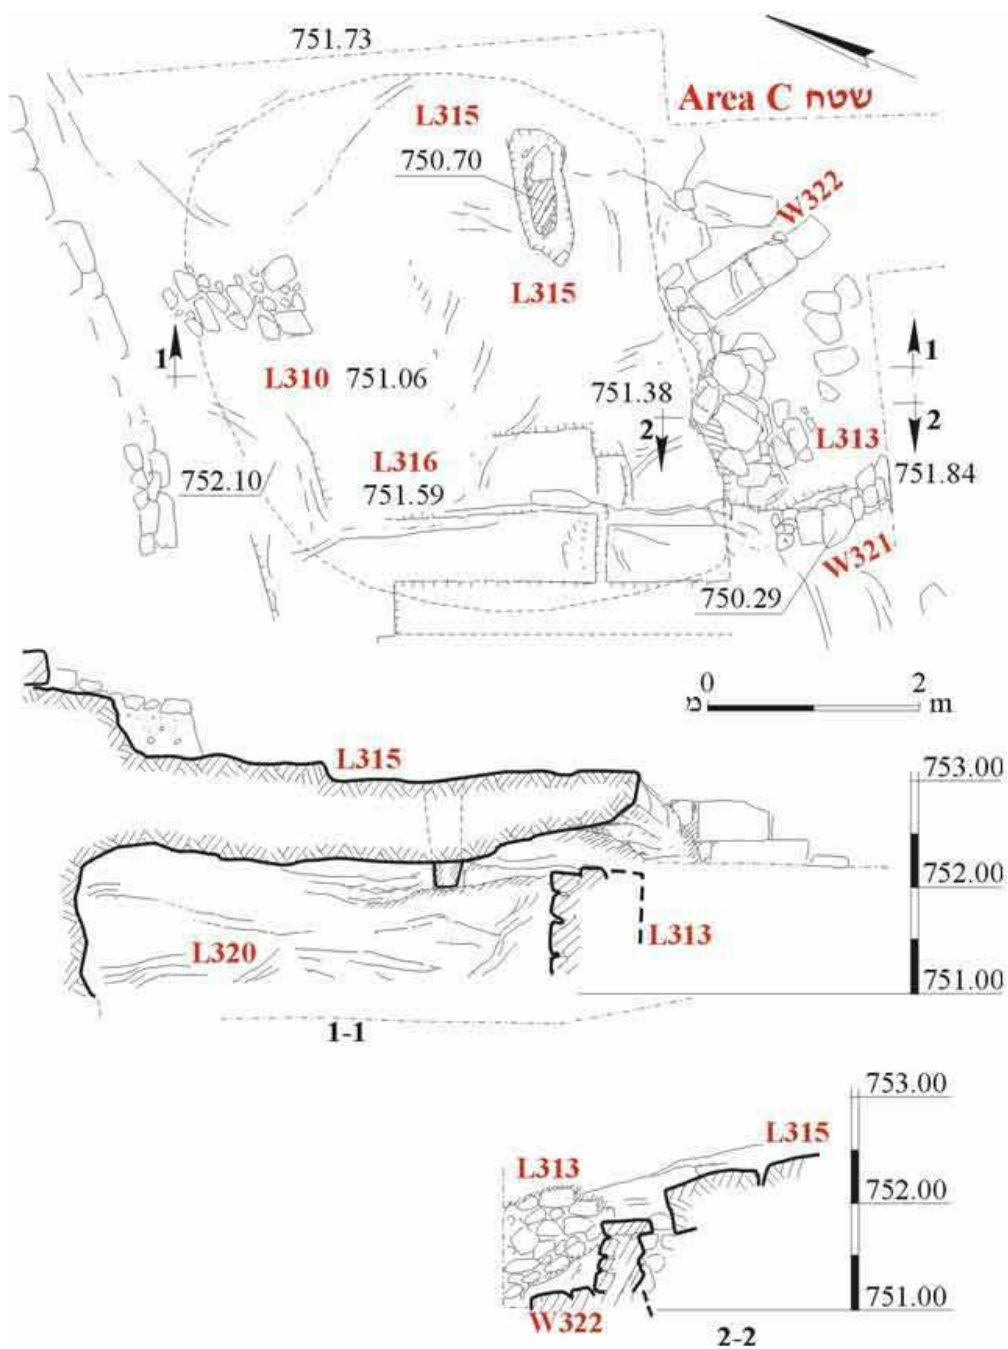 751.73
Area C שטח
L315
750.70
W322
L315
1
1
L310 751.06
751.38
2
2
L313
L316
752.10
751.59
751.84
W321
750.29
0 2
מ m
L315
753.00
752.00
L313
L320
751.00
1-1
753.00
L315
L313
752.00
751.00
W322
2-2